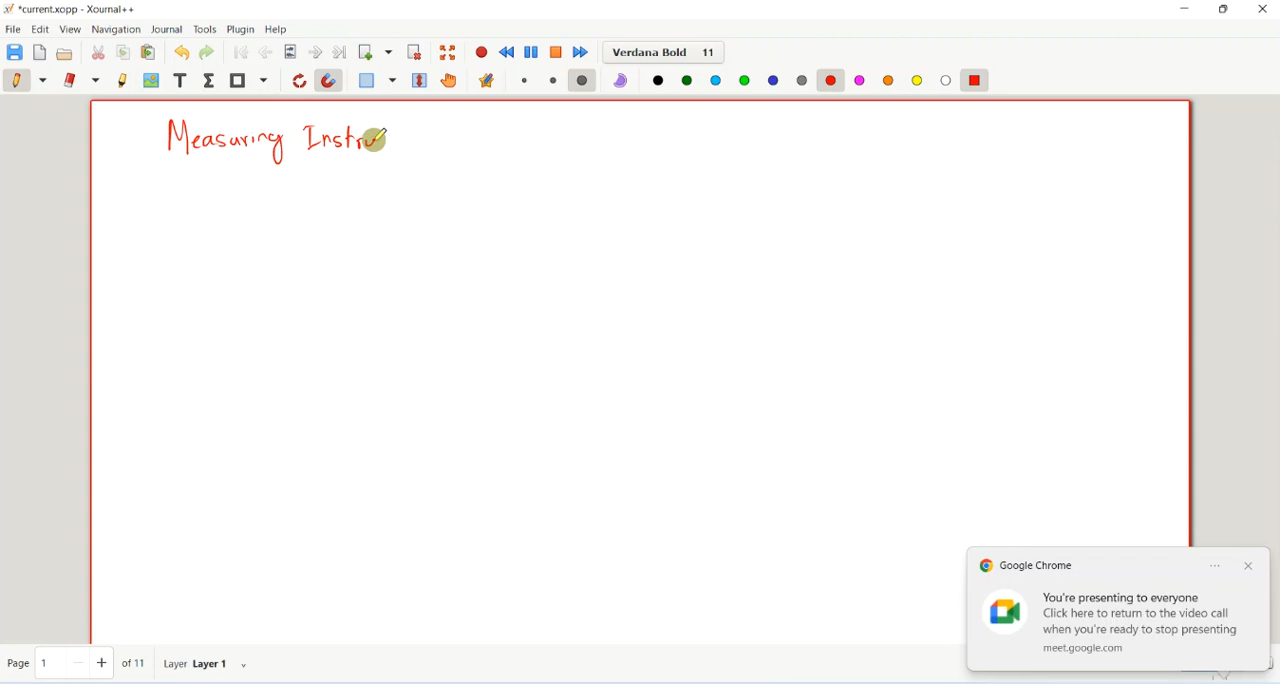 *current.xopp - Xournal++
File Edit View Navigation Journal Tools Plugin Help
Verdana Bold 11
Measuring Instru
Google Chrome
You're presenting to everyone
Click here to return to the video call
when you're ready to stop presenting
meet.google.com
Page 1 of 11 Layer Layer 1